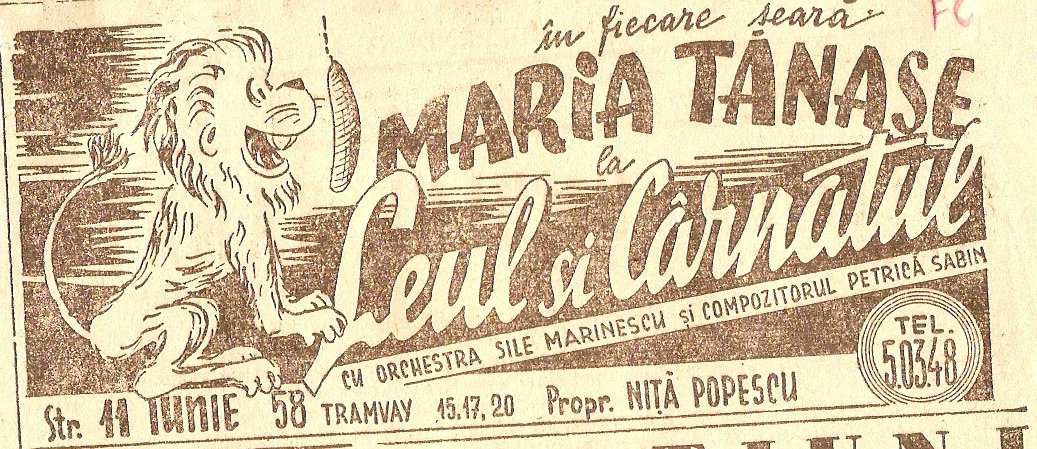 în fiecare seară
FC
MARIA TĂNASE
la
Leul și Cârnatul
CU ORCHESTRA SILE MARINESCU ȘI COMPOZITORUL PETRICĂ SABIN
TEL.
5.03.48
Str. 11 IUNIE 58 TRAMVAY 15.17, 20 Propr. NIȚĂ POPESCU